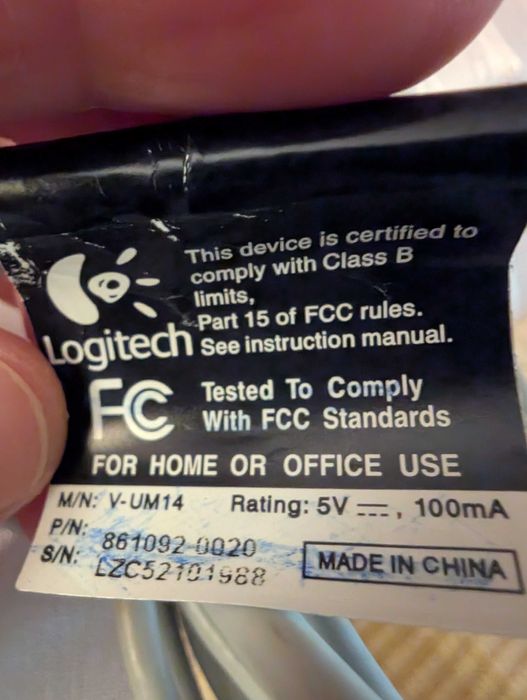 This device is certified to
comply with Class B
limits,
Part 15 of FCC rules.
See instruction manual.
Logitech
FC
Tested To Comply
With FCC Standards
FOR HOME OR OFFICE USE
M/N: V-UM14 Rating: 5V ⎓, 100mA
P/N: 861092-0020
S/N: LZC52101988
MADE IN CHINA